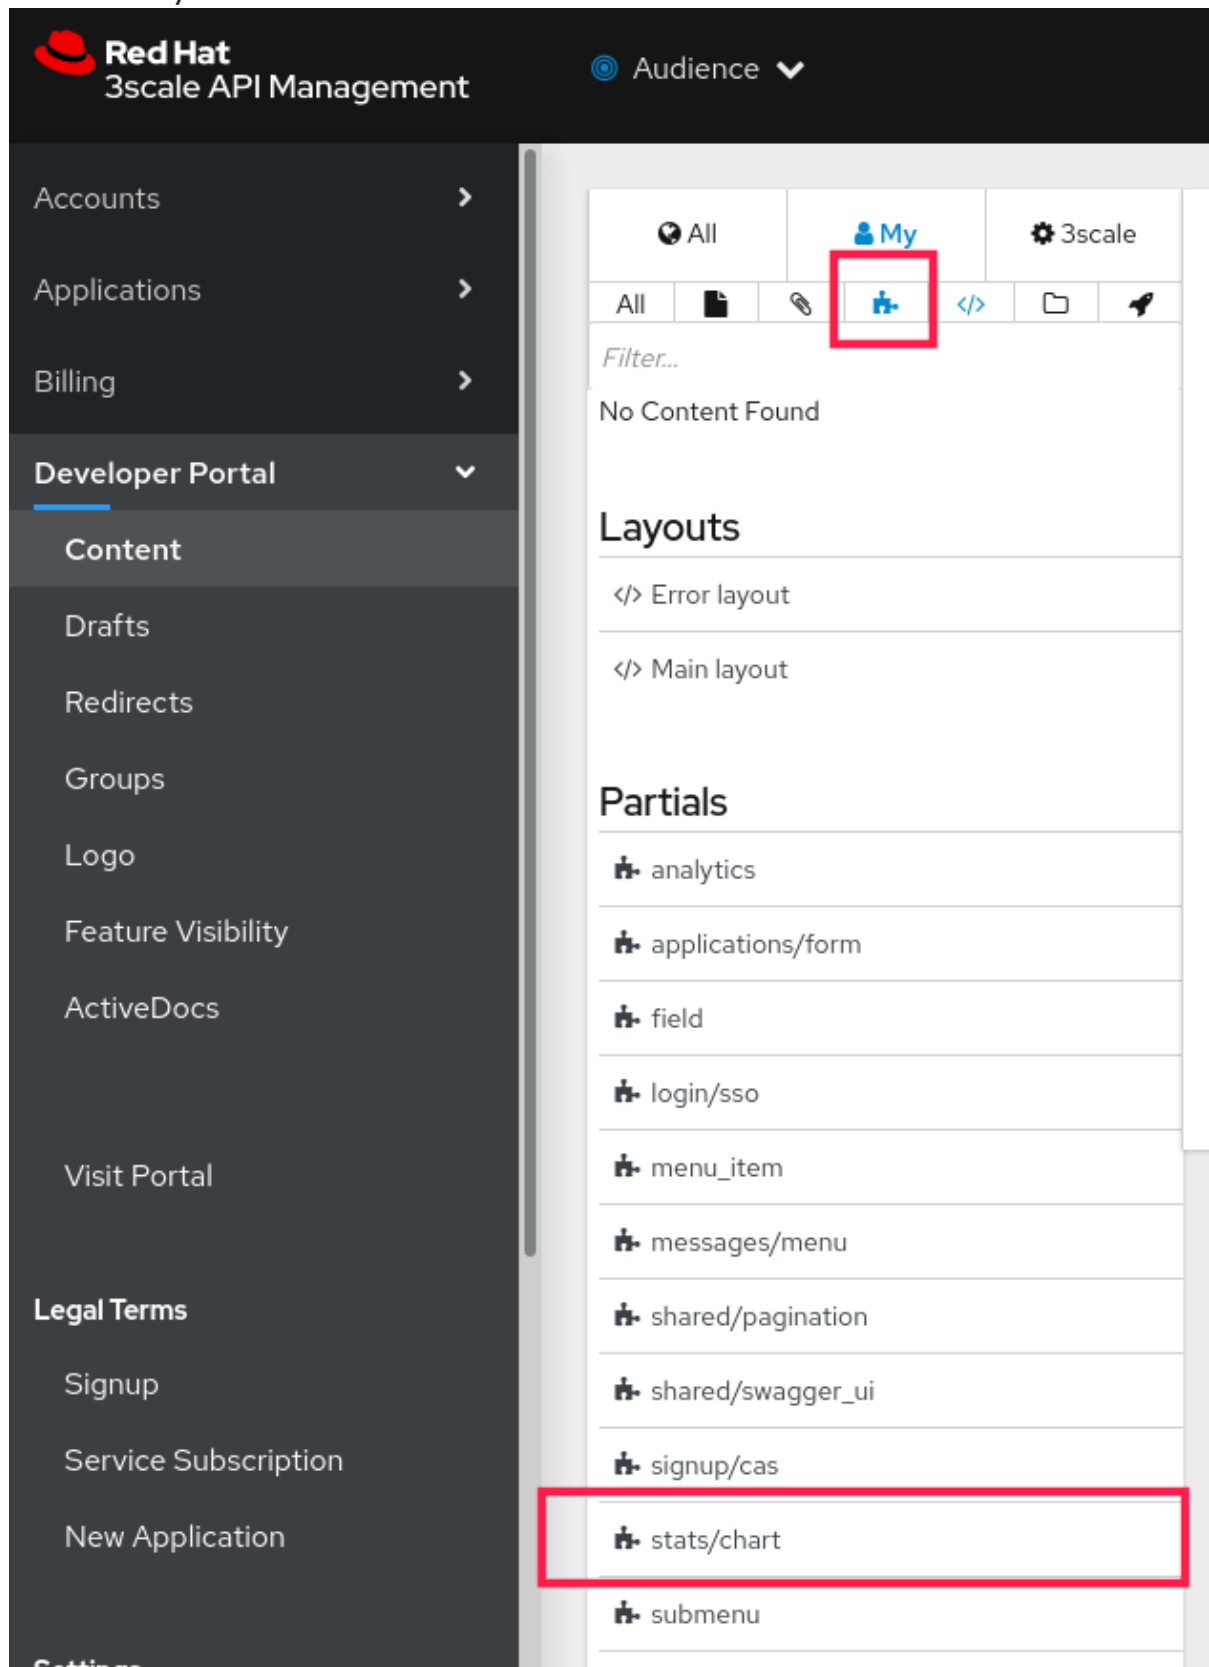 Red Hat
3scale API Management
Audience
Accounts
Applications
Billing
Developer Portal
Content
Drafts
Redirects
Groups
Logo
Feature Visibility
ActiveDocs
Visit Portal
Legal Terms
Signup
Service Subscription
New Application
Settings
All
My
3scale
All
</>
Filter...
No Content Found
Layouts
</> Error layout
</> Main layout
Partials
analytics
applications/form
field
login/sso
menu_item
messages/menu
shared/pagination
shared/swagger_ui
signup/cas
stats/chart
submenu